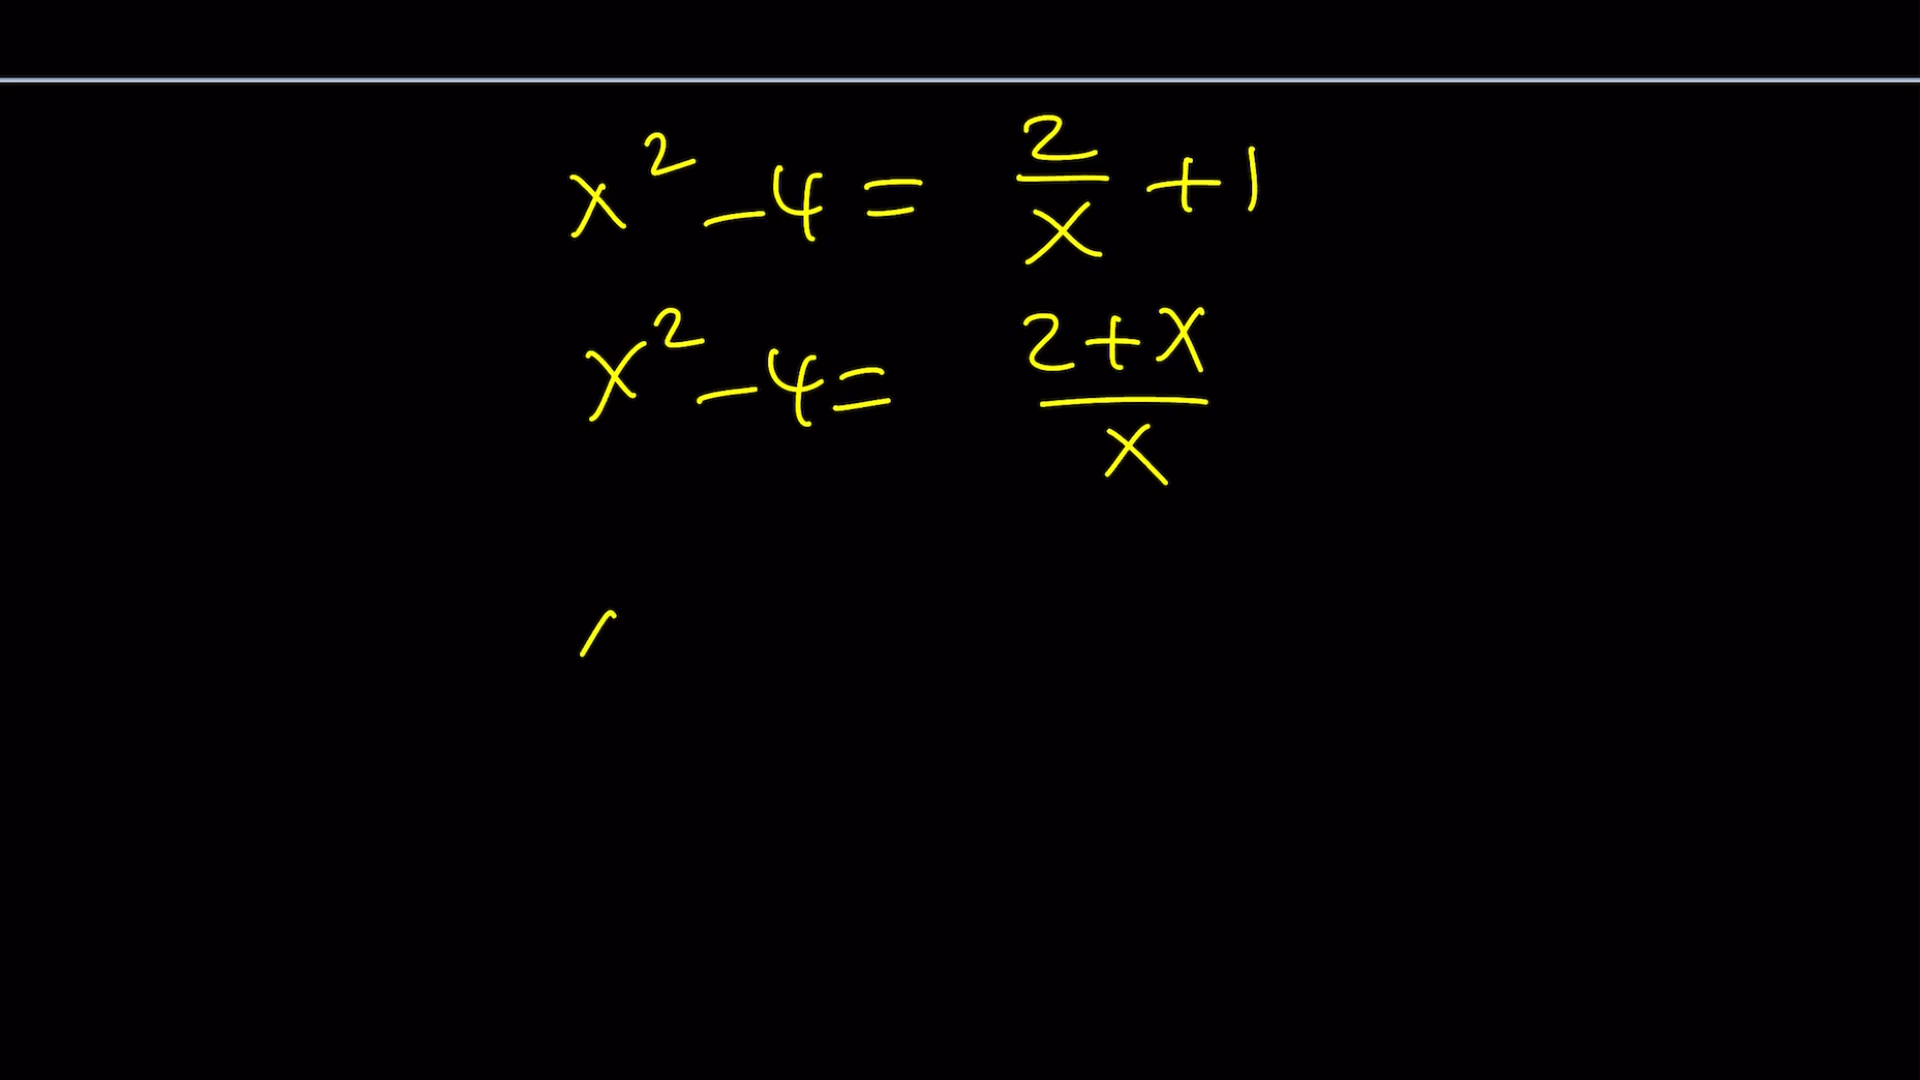 x² - 4 = 2/x + 1
x² - 4 = (2+x)/x